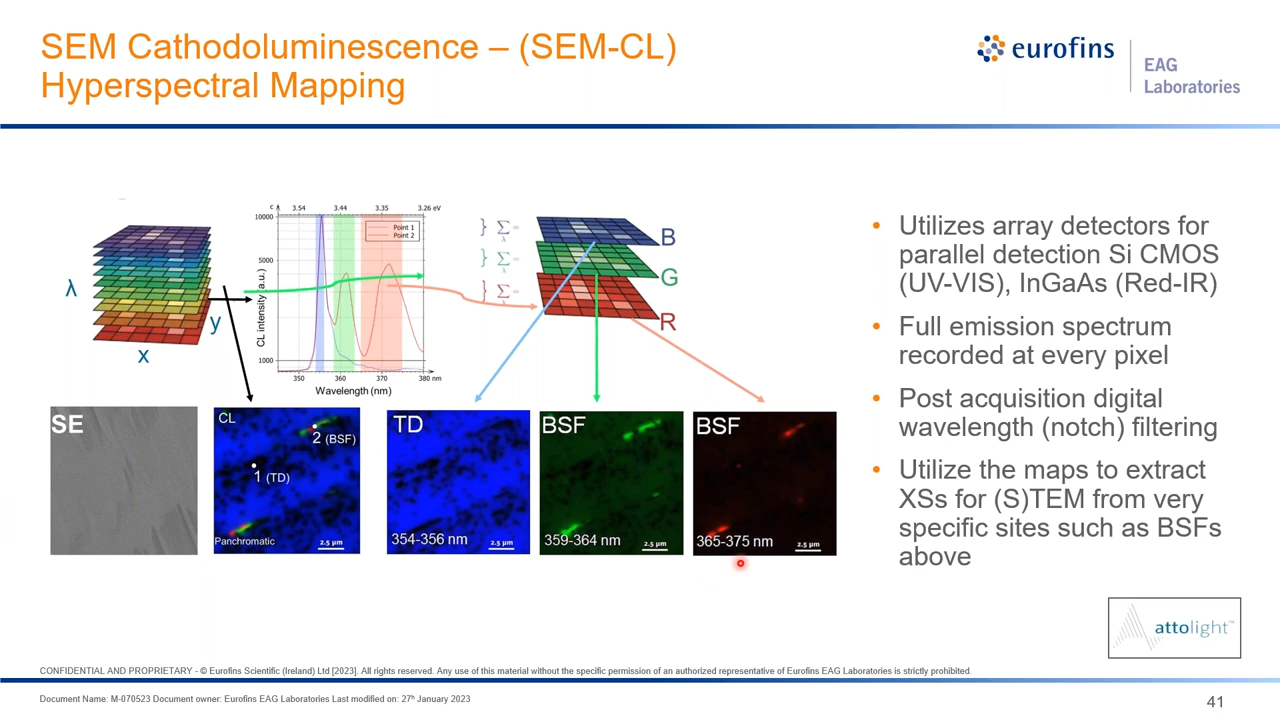 SEM Cathodoluminescence – (SEM-CL)
Hyperspectral Mapping
eurofins
EAG
Laboratories
λ
y
x
3.54 3.44 3.35 3.26 eV
10000
5000
1000
CL intensity (a.u.)
Point 1
Point 2
350 360 370 380 nm
Wavelength (nm)
} Σ =
λ
} Σ =
λ
} Σ =
B
G
R
SE
CL
2 (BSF)
1 (TD)
Panchromatic
2.5 µm
TD
354-356 nm
2.5 µm
BSF
359-364 nm
2.5 µm
BSF
365-375 nm
2.5 µm
• Utilizes array detectors for
parallel detection Si CMOS
(UV-VIS), InGaAs (Red-IR)
• Full emission spectrum
recorded at every pixel
• Post acquisition digital
wavelength (notch) filtering
• Utilize the maps to extract
XSs for (S)TEM from very
specific sites such as BSFs
above
attolight™
CONFIDENTIAL AND PROPRIETARY - © Eurofins Scientific (Ireland) Ltd [2023]. All rights reserved. Any use of this material without the specific permission of an authorized representative of Eurofins EAG Laboratories is strictly prohibited.
Document Name: M-070523 Document owner: Eurofins EAG Laboratories Last modified on: 27th January 2023
41